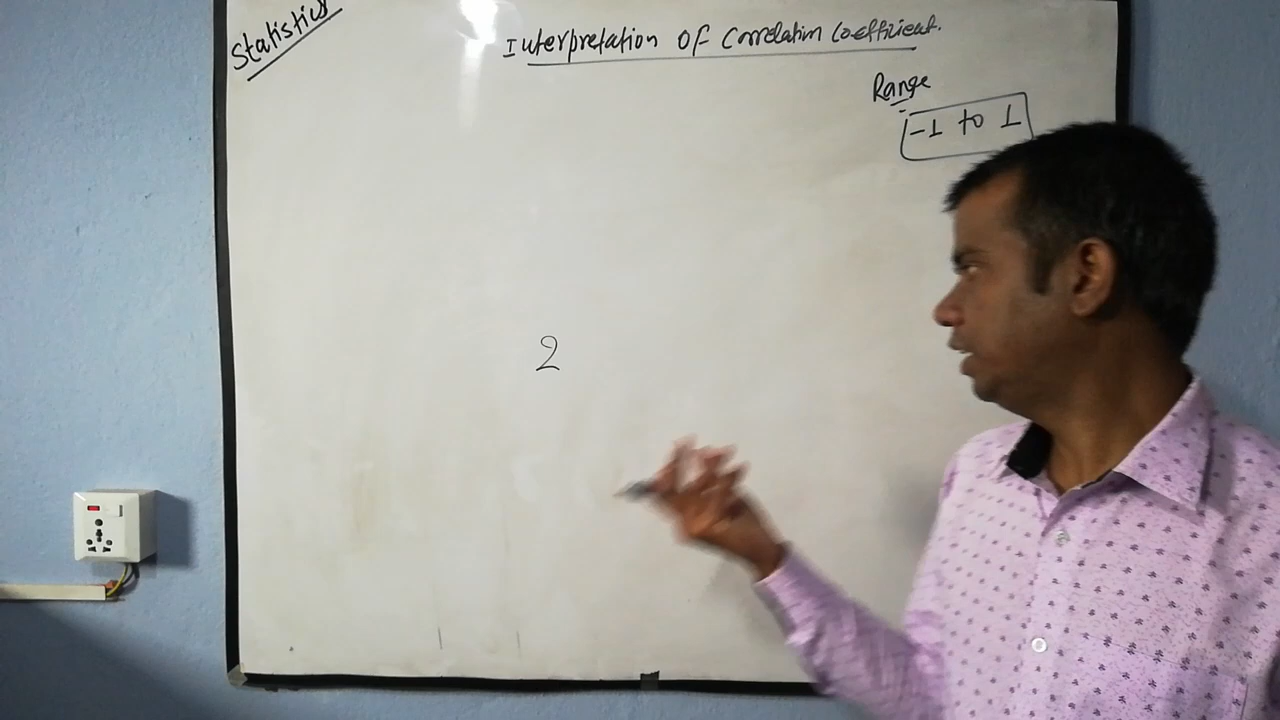 Statistics
Interpretation of Correlation Coefficient.
Range
-1 to 1
2